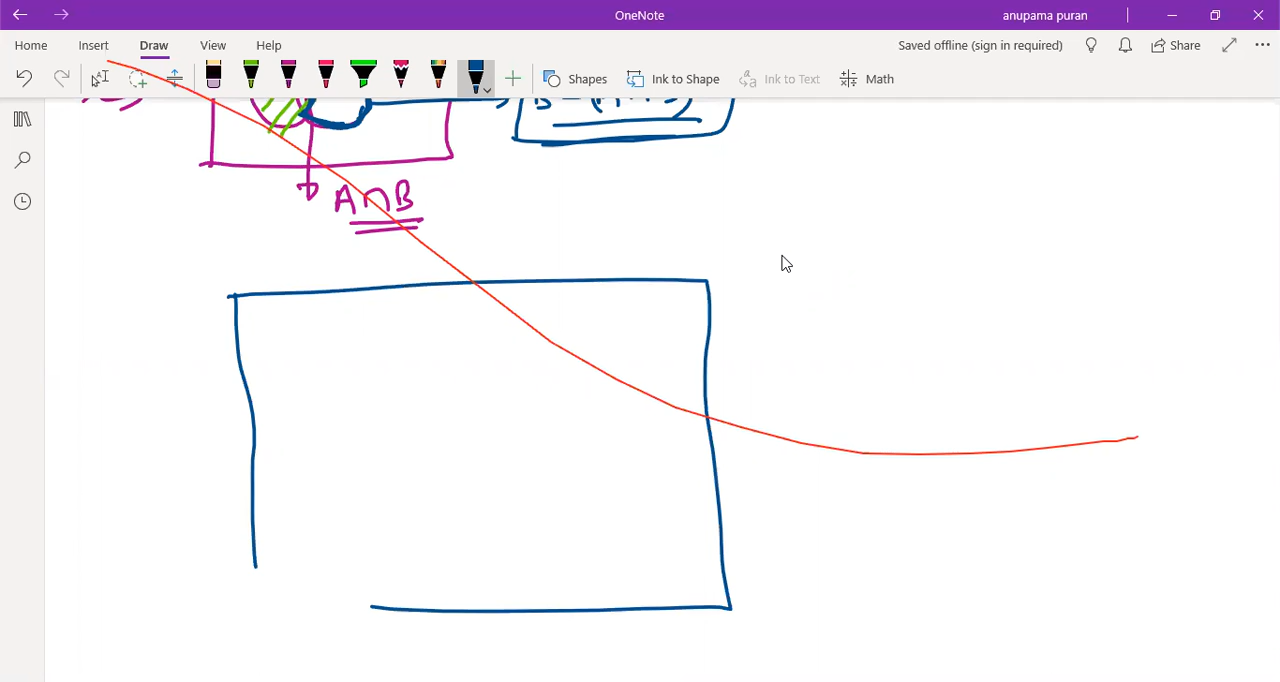 OneNote
anupama puran
Home
Insert
Draw
View
Help
Saved offline (sign in required)
Share
Shapes
Ink to Shape
Ink to Text
Math
A∩B